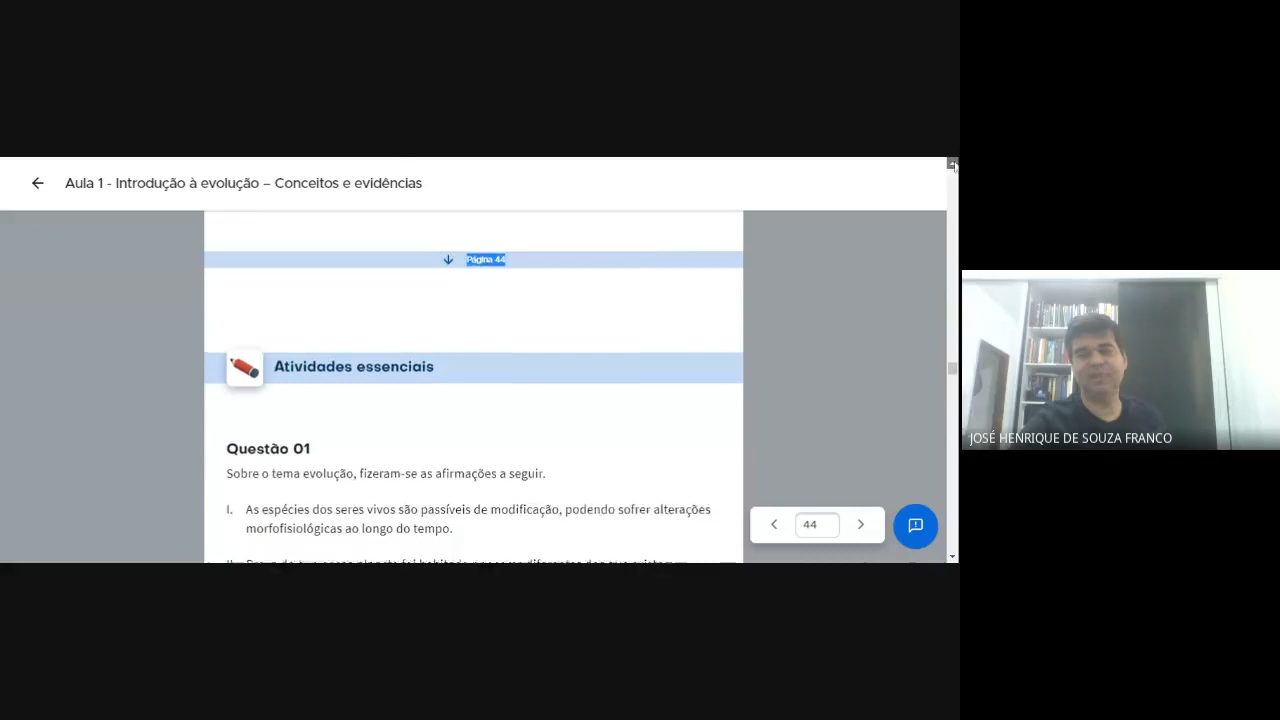 Aula 1 - Introdução à evolução – Conceitos e evidências
Página 44
Atividades essenciais
Questão 01
Sobre o tema evolução, fizeram-se as afirmações a seguir.
I. As espécies dos seres vivos são passíveis de modificação, podendo sofrer alterações
morfofisiológicas ao longo do tempo.
44
JOSÉ HENRIQUE DE SOUZA FRANCO